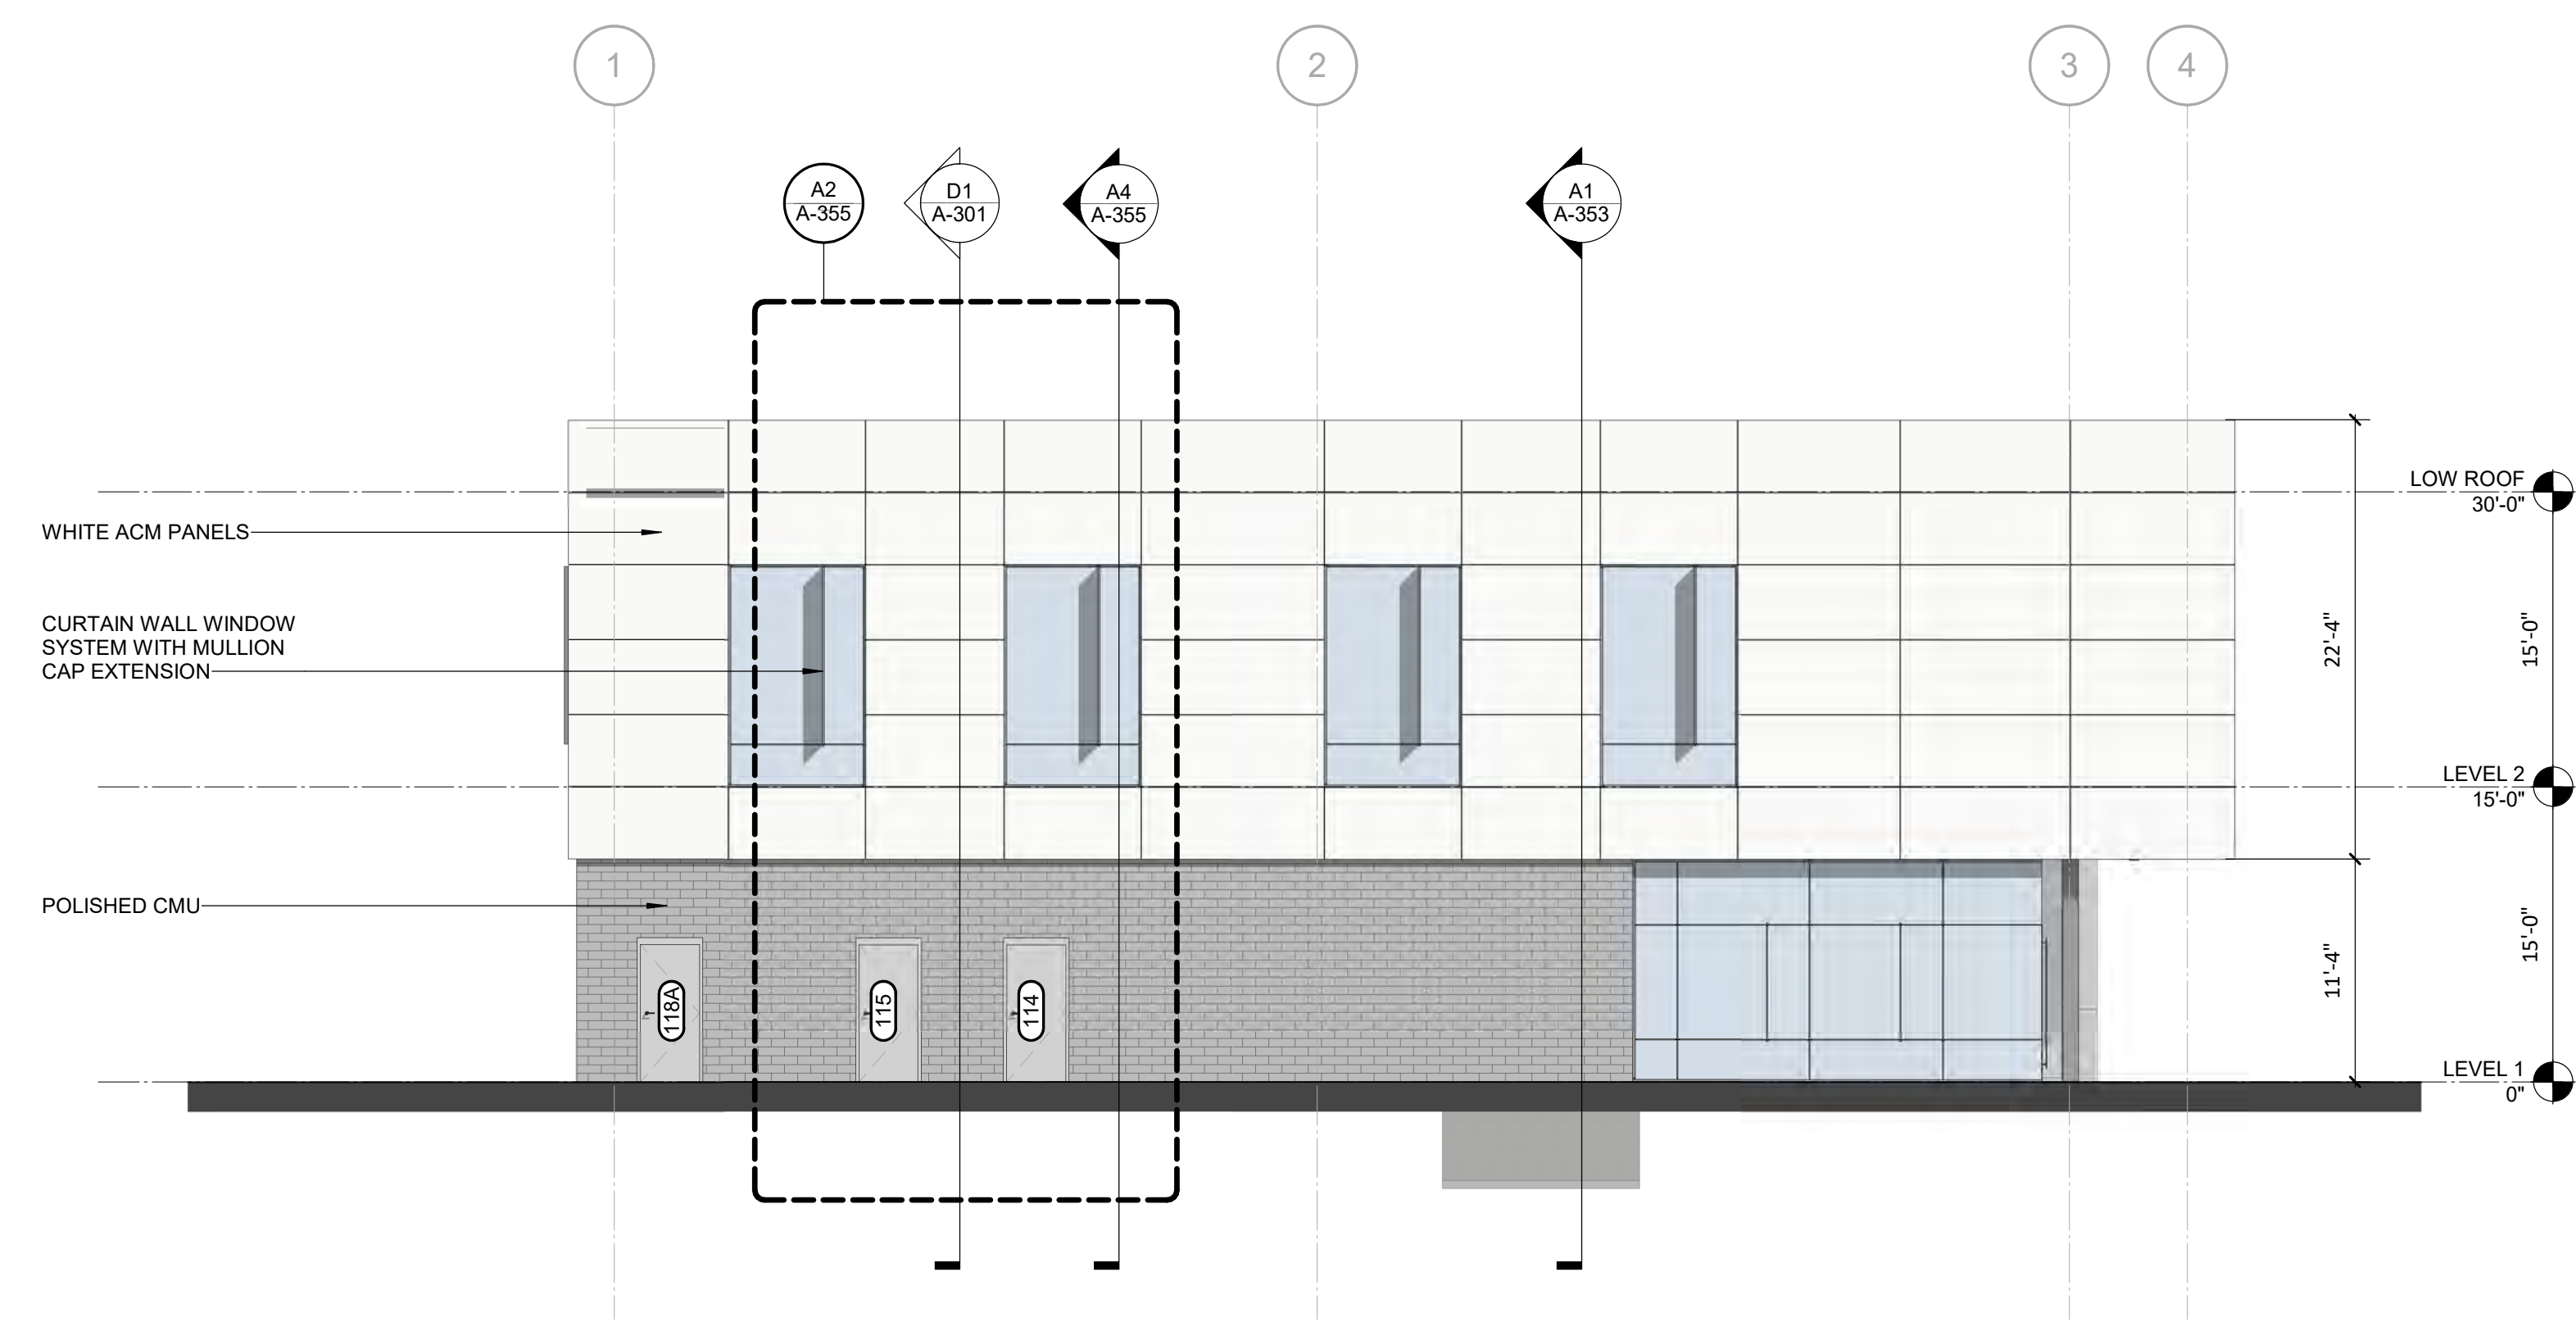 1
2
3
4
A2
A-355
D1
A-301
A4
A-355
A1
A-353
LOW ROOF
30'-0"
WHITE ACM PANELS
CURTAIN WALL WINDOW
SYSTEM WITH MULLION
CAP EXTENSION
22'-4"
15'-0"
LEVEL 2
15'-0"
POLISHED CMU
118A
115
114
11'-4"
15'-0"
LEVEL 1
0"